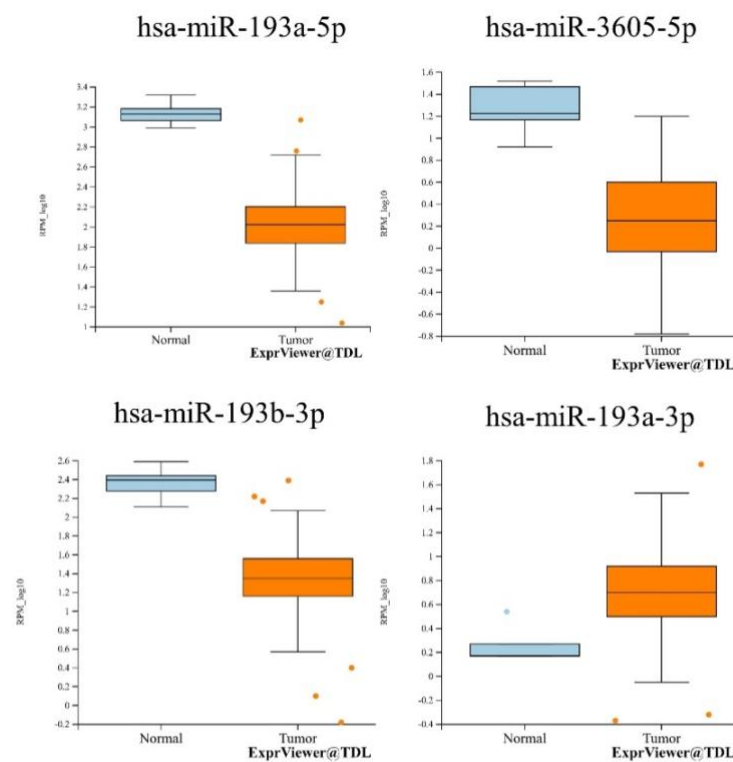 hsa-miR-193a-5p
RPM_log10
3.4
3.2
3
2.8
2.6
2.4
2.2
2
1.8
1.6
1.4
1.2
1
Normal
Tumor
ExprViewer@TDL
hsa-miR-3605-5p
RPM_log10
1.6
1.4
1.2
1
0.8
0.6
0.4
0.2
0
-0.2
-0.4
-0.6
-0.8
Normal
Tumor
ExprViewer@TDL
hsa-miR-193b-3p
RPM_log10
2.6
2.4
2.2
2
1.8
1.6
1.4
1.2
1
0.8
0.6
0.4
0.2
0
-0.2
Normal
Tumor
ExprViewer@TDL
hsa-miR-193a-3p
RPM_log10
1.8
1.6
1.4
1.2
1
0.8
0.6
0.4
0.2
0
-0.2
-0.4
Normal
Tumor
ExprViewer@TDL